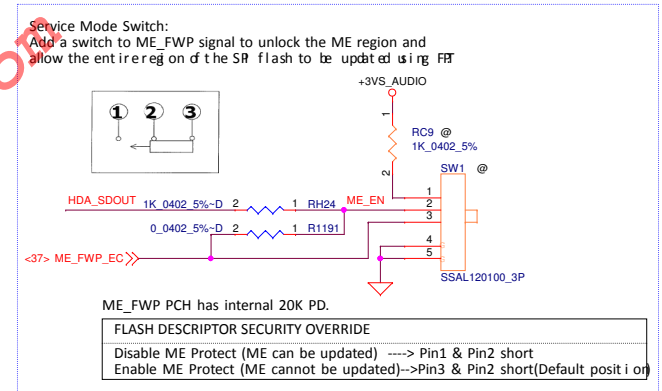 Service Mode Switch:
Add a switch to ME_FWP signal to unlock the ME region and
allow the entire region of the SPI flash to be updated using FPT
+3VS_AUDIO
1 2 3
1
RC9 @
1K_0402_5%
2
SW1 @
HDA_SDOUT 1K_0402_5%~D 2 1 RH24 ME_EN
1
2
3
0_0402_5%~D 2 1 R1191
<37> ME_FWP_EC
4
5
SSAL120100_3P
ME_FWP PCH has internal 20K PD.
FLASH DESCRIPTOR SECURITY OVERRIDE
Disable ME Protect (ME can be updated) ----> Pin1 & Pin2 short
Enable ME Protect (ME cannot be updated)-->Pin3 & Pin2 short(Default position)
om